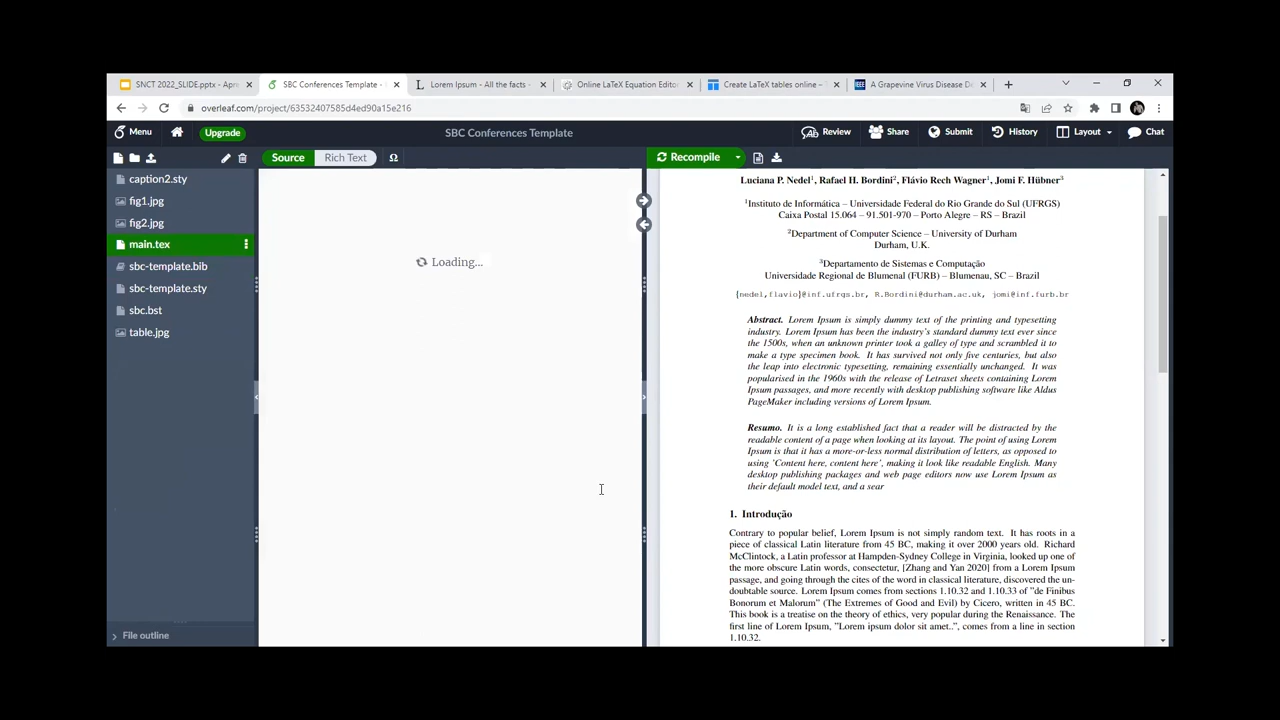 SNCT 2022_SLIDE.pptx - Apre
SBC Conferences Template -
Lorem Ipsum - All the facts -
Online LaTeX Equation Editor
Create LaTeX tables online –
A Grapevine Virus Disease De
overleaf.com/project/63532407585d4ed90a15e216
Menu
Upgrade
SBC Conferences Template
Review
Share
Submit
History
Layout
Chat
Source
Rich Text
Ω
Recompile
caption2.sty
fig1.jpg
fig2.jpg
main.tex
sbc-template.bib
sbc-template.sty
sbc.bst
table.jpg
File outline
Loading...
Luciana P. Nedel1, Rafael H. Bordini2, Flávio Rech Wagner1, Jomi F. Hübner3
1Instituto de Informática – Universidade Federal do Rio Grande do Sul (UFRGS)
Caixa Postal 15.064 – 91.501-970 – Porto Alegre – RS – Brazil
2Department of Computer Science – University of Durham
Durham, U.K.
3Departamento de Sistemas e Computação
Universidade Regional de Blumenal (FURB) – Blumenau, SC – Brazil
{nedel,flavio}@inf.ufrgs.br, R.Bordini@durham.ac.uk, jomi@inf.furb.br
Abstract. Lorem Ipsum is simply dummy text of the printing and typesetting
industry. Lorem Ipsum has been the industry's standard dummy text ever since
the 1500s, when an unknown printer took a galley of type and scrambled it to
make a type specimen book. It has survived not only five centuries, but also
the leap into electronic typesetting, remaining essentially unchanged. It was
popularised in the 1960s with the release of Letraset sheets containing Lorem
Ipsum passages, and more recently with desktop publishing software like Aldus
PageMaker including versions of Lorem Ipsum.
Resumo. It is a long established fact that a reader will be distracted by the
readable content of a page when looking at its layout. The point of using Lorem
Ipsum is that it has a more-or-less normal distribution of letters, as opposed to
using 'Content here, content here', making it look like readable English. Many
desktop publishing packages and web page editors now use Lorem Ipsum as
their default model text, and a sear
1. Introdução
Contrary to popular belief, Lorem Ipsum is not simply random text. It has roots in a
piece of classical Latin literature from 45 BC, making it over 2000 years old. Richard
McClintock, a Latin professor at Hampden-Sydney College in Virginia, looked up one of
the more obscure Latin words, consectetur, [Zhang and Yan 2020] from a Lorem Ipsum
passage, and going through the cites of the word in classical literature, discovered the un-
doubtable source. Lorem Ipsum comes from sections 1.10.32 and 1.10.33 of "de Finibus
Bonorum et Malorum" (The Extremes of Good and Evil) by Cicero, written in 45 BC.
This book is a treatise on the theory of ethics, very popular during the Renaissance. The
first line of Lorem Ipsum, "Lorem ipsum dolor sit amet..", comes from a line in section
1.10.32.